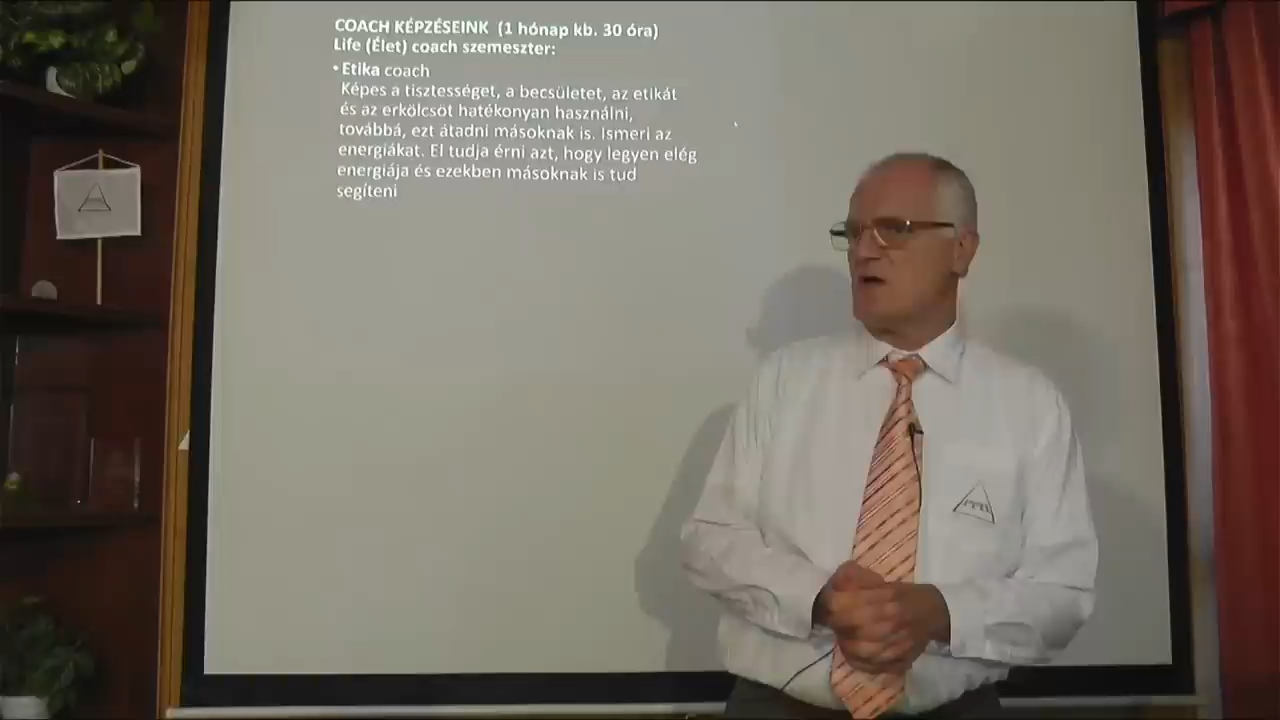 COACH KÉPZÉSEINK (1 hónap kb. 30 óra)
Life (Élet) coach szemeszter:
• Etika coach
Képes a tisztességet, a becsületet, az etikát
és az erkölcsöt hatékonyan használni,
továbbá, ezt átadni másoknak is. Ismeri az
energiákat. El tudja érni azt, hogy legyen elég
energiája és ezekben másoknak is tud
segíteni